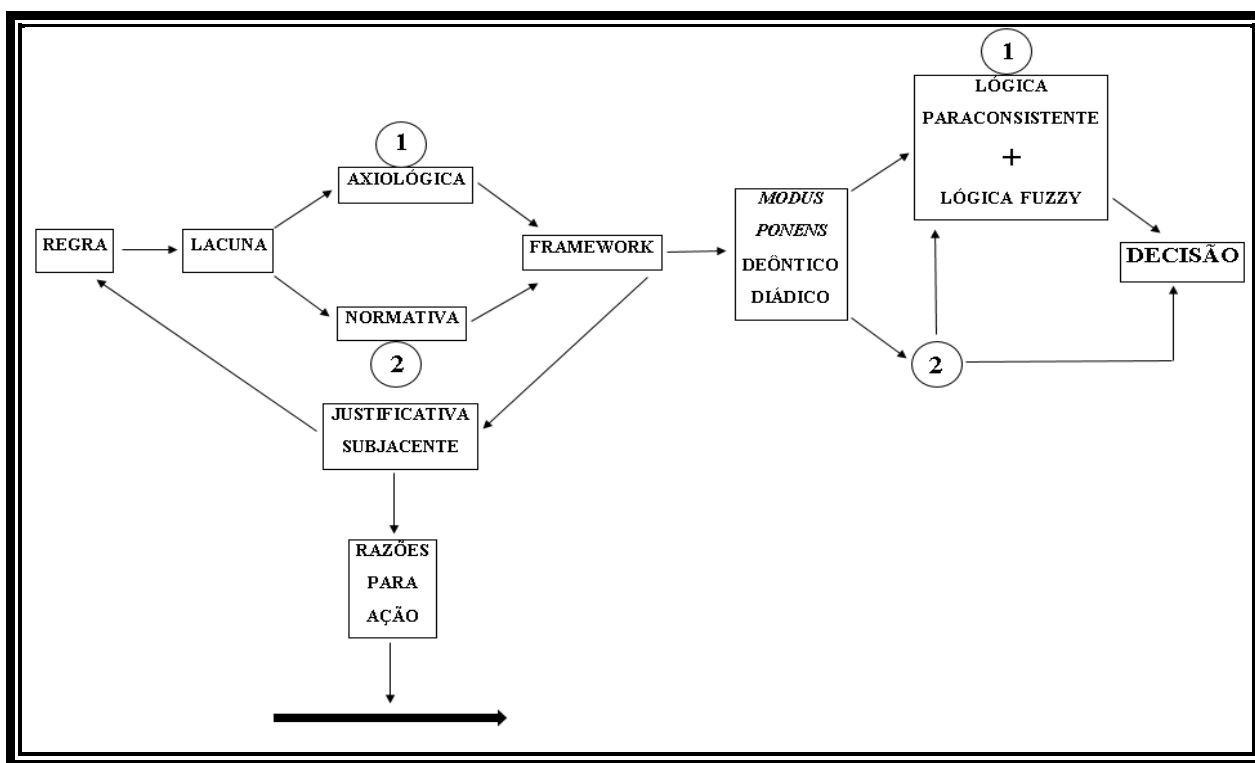 1
AXIOLÓGICA
REGRA
LACUNA
NORMATIVA
2
FRAMEWORK
JUSTIFICATIVA
SUBJACENTE
RAZÕES
PARA
AÇÃO
MODUS
PONENS
DEÔNTICO
DIÁDICO
1
LÓGICA
PARACONSISTENTE
+
LÓGICA FUZZY
2
DECISÃO